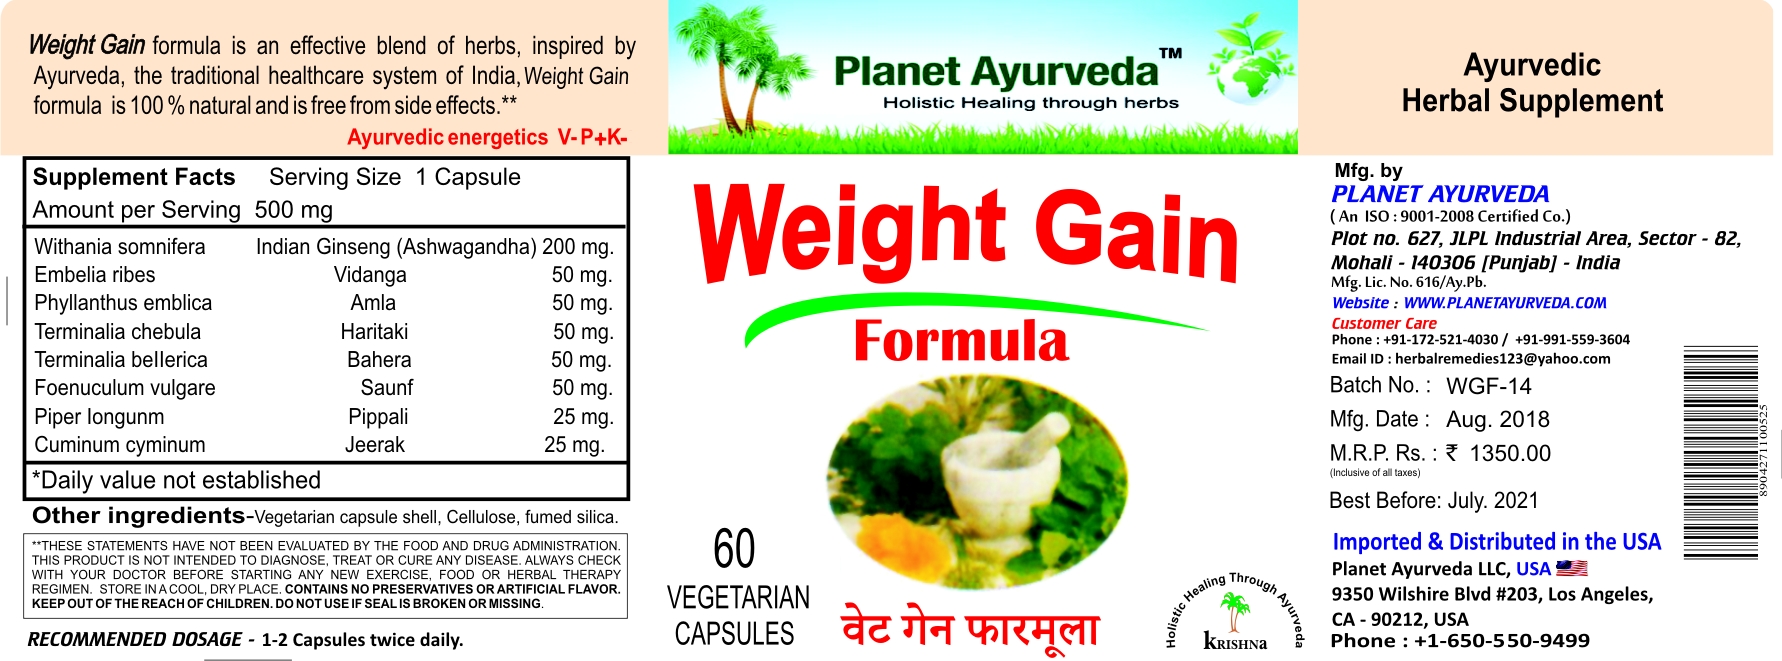 Weight Gain formula is an effective blend of herbs, inspired by
Ayurveda, the traditional healthcare system of India, Weight Gain
formula is 100 % natural and is free from side effects.**
Ayurvedic energetics V- P+K-
Supplement Facts Serving Size 1 Capsule
Amount per Serving 500 mg
Withania somnifera Indian Ginseng (Ashwagandha) 200 mg.
Embelia ribes Vidanga 50 mg.
Phyllanthus emblica Amla 50 mg.
Terminalia chebula Haritaki 50 mg.
Terminalia bellerica Bahera 50 mg.
Foenuculum vulgare Saunf 50 mg.
Piper longunm Pippali 25 mg.
Cuminum cyminum Jeerak 25 mg.
*Daily value not established
Other ingredients-Vegetarian capsule shell, Cellulose, fumed silica.
**THESE STATEMENTS HAVE NOT BEEN EVALUATED BY THE FOOD AND DRUG ADMINISTRATION.
THIS PRODUCT IS NOT INTENDED TO DIAGNOSE, TREAT OR CURE ANY DISEASE. ALWAYS CHECK
WITH YOUR DOCTOR BEFORE STARTING ANY NEW EXERCISE, FOOD OR HERBAL THERAPY
REGIMEN. STORE IN A COOL, DRY PLACE. CONTAINS NO PRESERVATIVES OR ARTIFICIAL FLAVOR.
KEEP OUT OF THE REACH OF CHILDREN. DO NOT USE IF SEAL IS BROKEN OR MISSING.
RECOMMENDED DOSAGE - 1-2 Capsules twice daily.
Planet Ayurveda™
Holistic Healing through herbs
Weight Gain
Formula
60
VEGETARIAN
CAPSULES
वेट गेन फारमूला
Holistic Healing Through Ayurveda
KRISHNa
Ayurvedic
Herbal Supplement
Mfg. by
PLANET AYURVEDA
( An ISO : 9001-2008 Certified Co.)
Plot no. 627, JLPL Industrial Area, Sector - 82,
Mohali - 140306 [Punjab] - India
Mfg. Lic. No. 616/Ay.Pb.
Website : WWW.PLANETAYURVEDA.COM
Customer Care
Phone : +91-172-521-4030 / +91-991-559-3604
Email ID : herbalremedies123@yahoo.com
Batch No. : WGF-14
Mfg. Date : Aug. 2018
M.R.P. Rs. : ₹ 1350.00
(Inclusive of all taxes)
Best Before: July. 2021
Imported & Distributed in the USA
Planet Ayurveda LLC, USA
9350 Wilshire Blvd #203, Los Angeles,
CA - 90212, USA
Phone : +1-650-550-9499
8904271100525